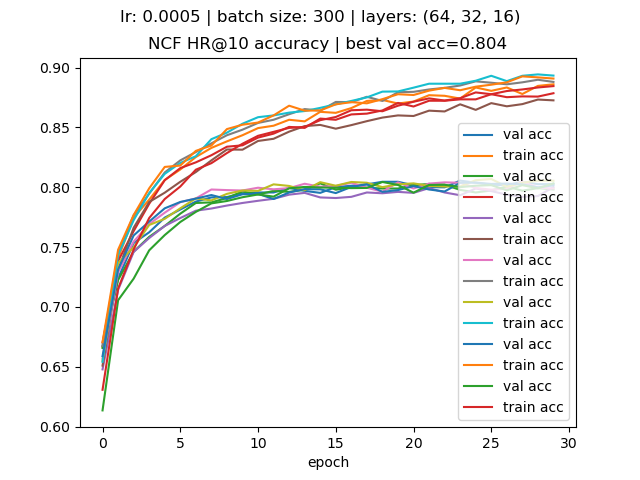 lr: 0.0005 | batch size: 300 | layers: (64, 32, 16)
NCF HR@10 accuracy | best val acc=0.804
0.90
0.85
0.80
0.75
0.70
0.65
0.60
val acc
train acc
val acc
train acc
val acc
train acc
val acc
train acc
val acc
train acc
val acc
train acc
val acc
train acc
0 5 10 15 20 25 30
epoch